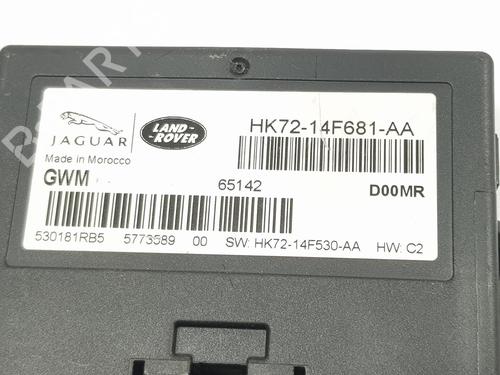 JAGUAR
LAND-
ROVER
HK72-14F681-AA
Made in Morocco
GWM
65142
D00MR
530181RB5 5773589 00 SW: HK72-14F530-AA HW: C2